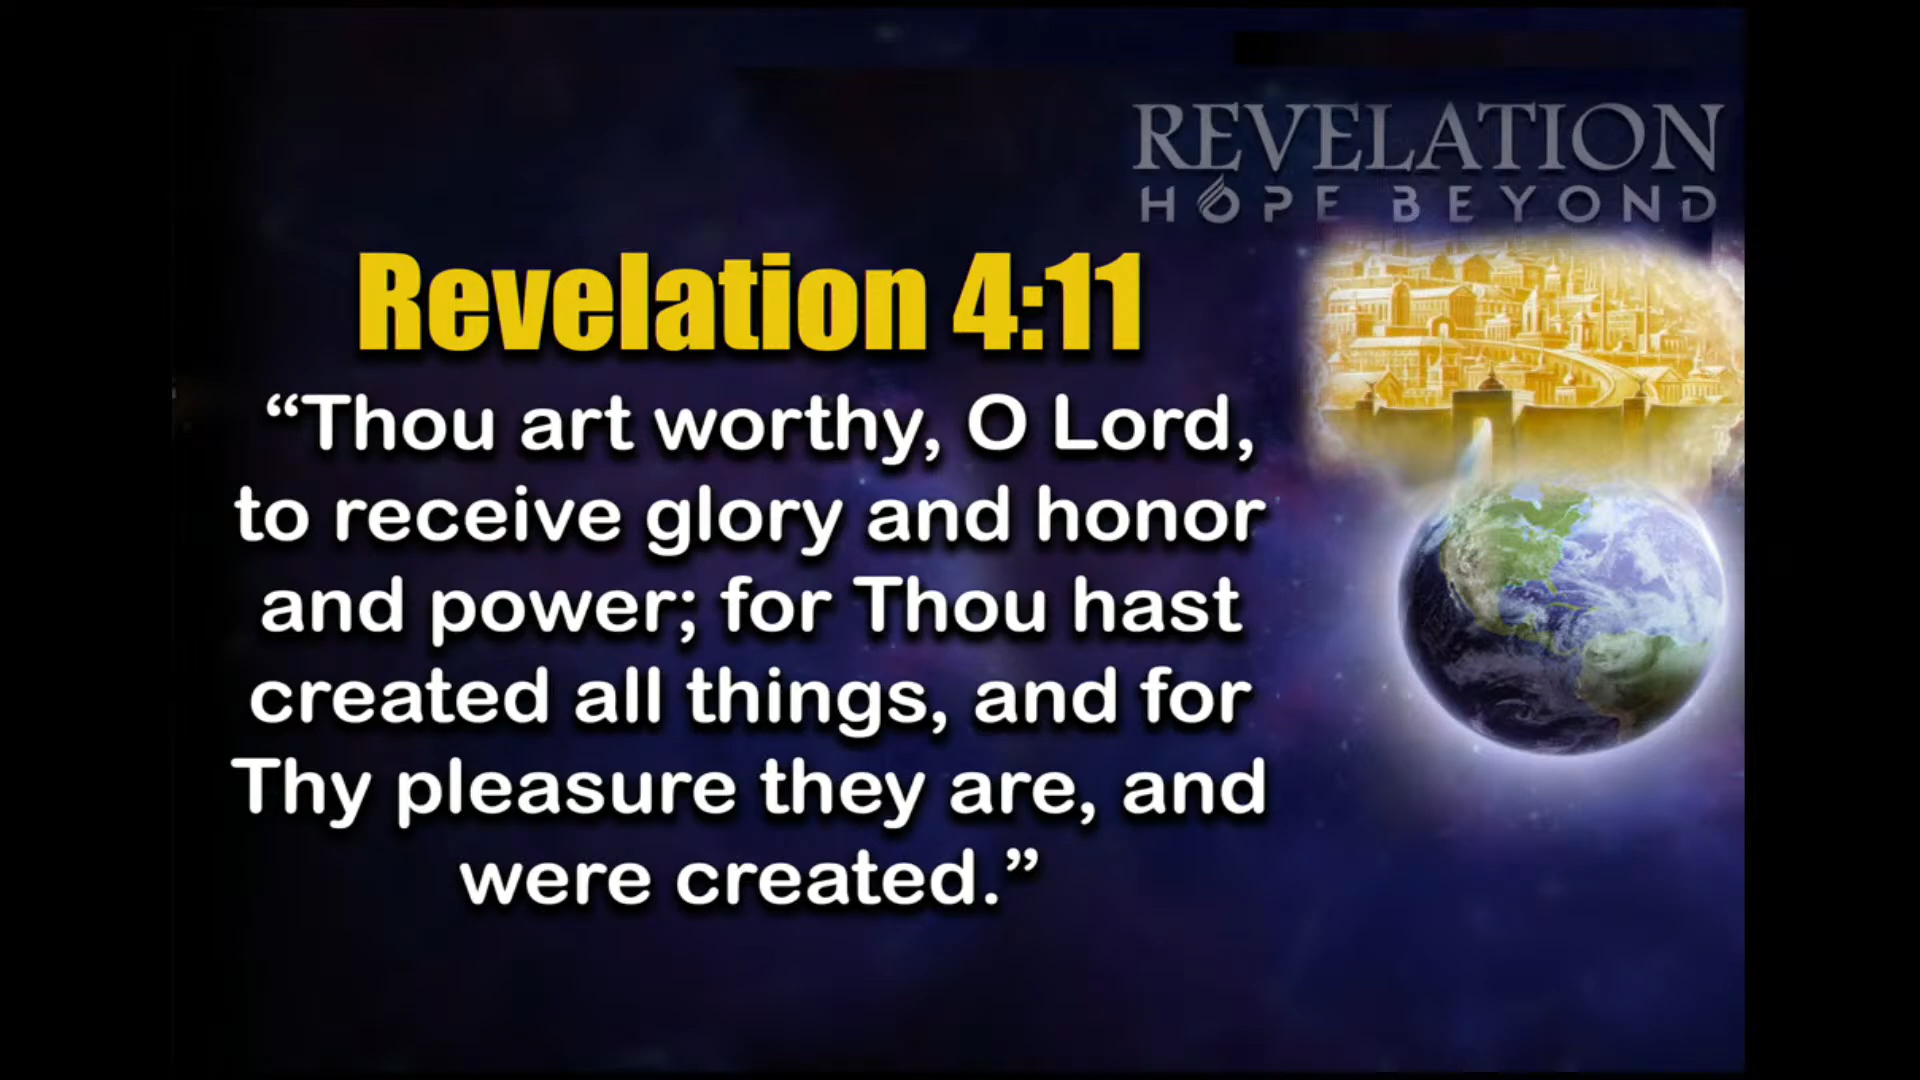 REVELATION
HOPE BEYOND
Revelation 4:11
“Thou art worthy, O Lord,
to receive glory and honor
and power; for Thou hast
created all things, and for
Thy pleasure they are, and
were created.”